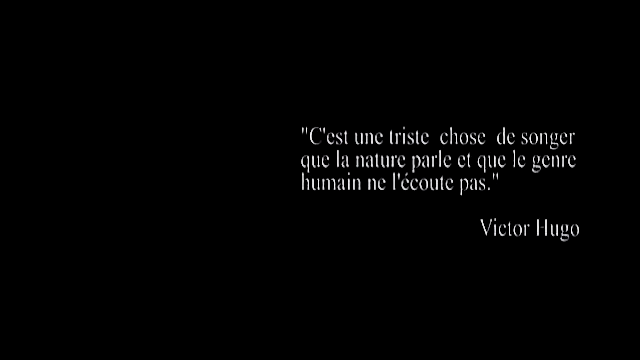 "C'est une triste chose de songer
que la nature parle et que le genre
humain ne l'écoute pas."
Victor Hugo